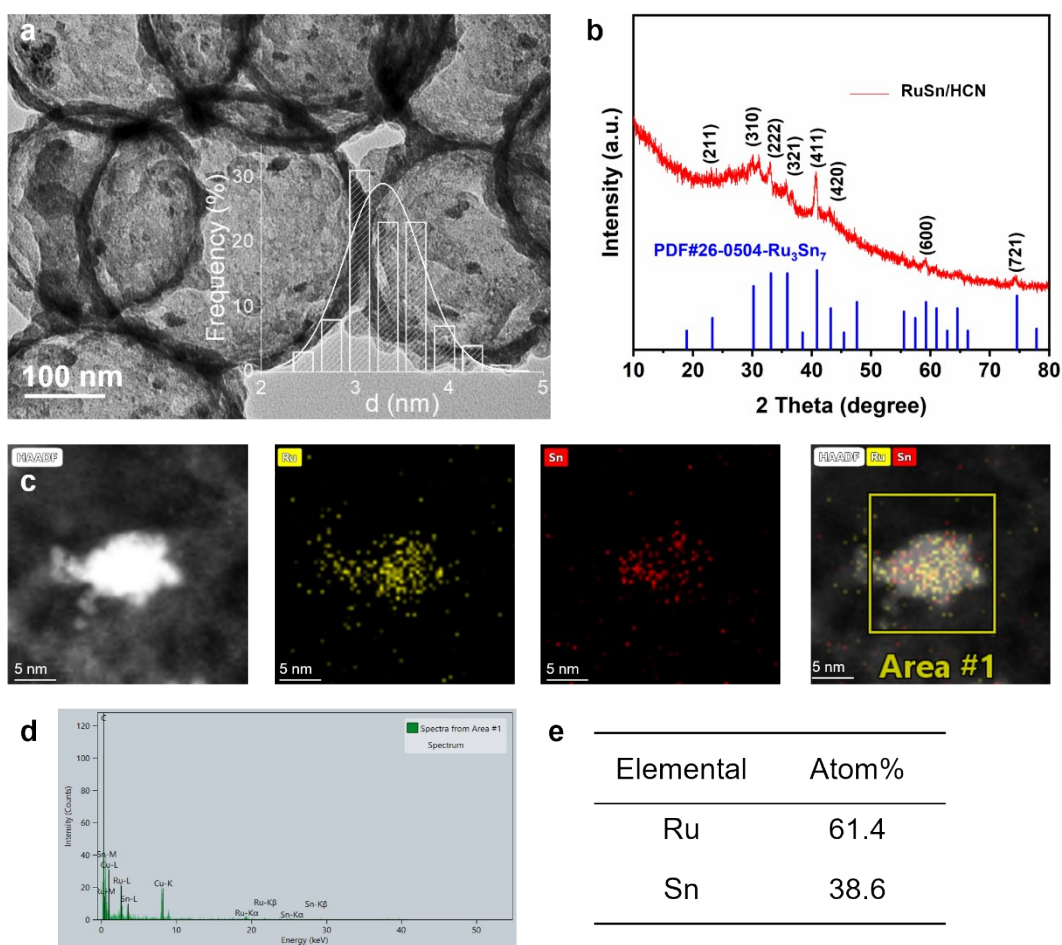 a
Frequency (%)
30
20
10
0
2 3 4 5
d (nm)
100 nm
b
Intensity (a.u.)
RuSn/HCN
(211)
(310)
(222)
(321)
(411)
(420)
(600)
(721)
PDF#26-0504-Ru₃Sn₇
10 20 30 40 50 60 70 80
2 Theta (degree)
c
HAADF
5 nm
Ru
5 nm
Sn
5 nm
HAADF Ru Sn
Area #1
5 nm
d
Intensity (Counts)
120
100
80
60
40
20
0
C
Sn-M
Cu-L
Ru-L
Ru-M
Sn-L
Cu-K
Ru-Kα
Ru-Kβ
Sn-Kα
Sn-Kβ
Spectra from Area #1
Spectrum
0 10 20 30 40 50
Energy (keV)
e
Elemental Atom%
Ru 61.4
Sn 38.6